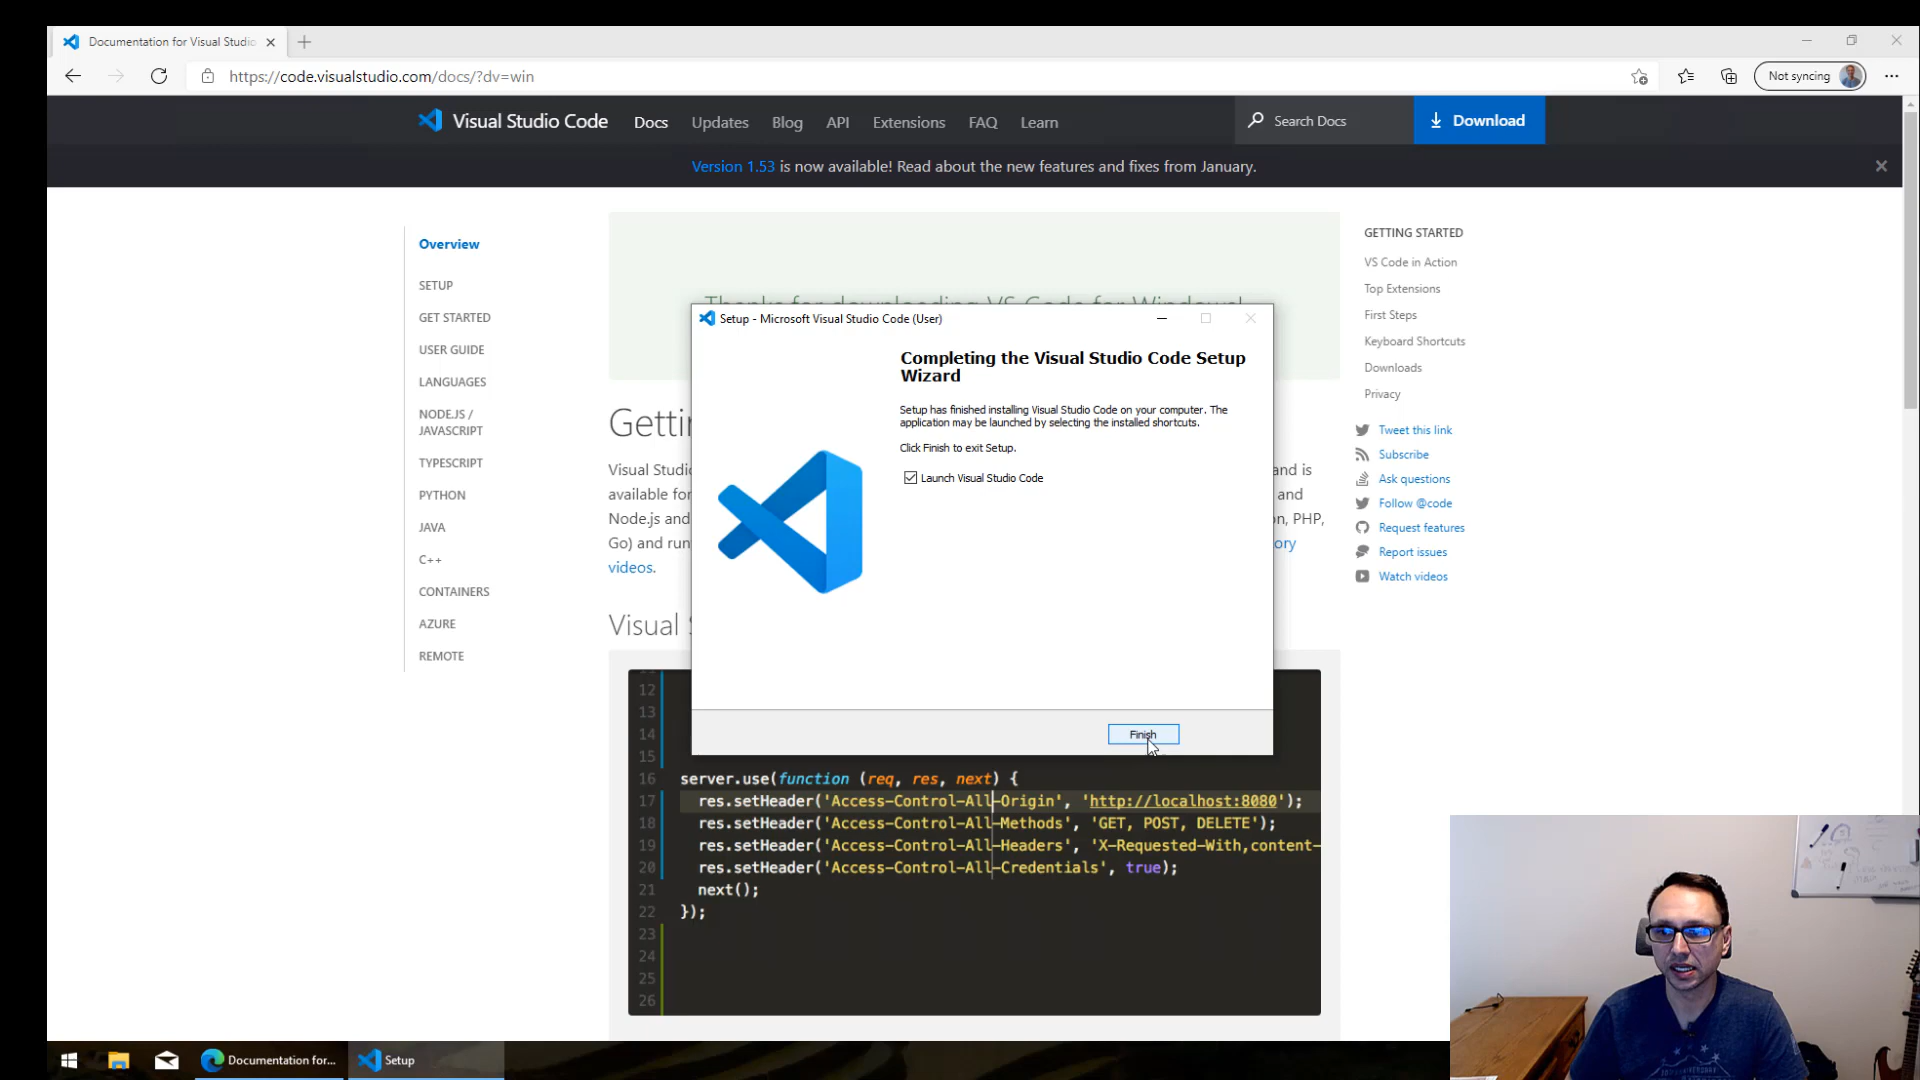 Documentation for Visual Studio
https://code.visualstudio.com/docs/?dv=win
Not syncing
Visual Studio Code
Docs
Updates
Blog
API
Extensions
FAQ
Learn
Search Docs
Download
Version 1.53 is now available! Read about the new features and fixes from January.
Overview
SETUP
GET STARTED
USER GUIDE
LANGUAGES
NODE.JS /
JAVASCRIPT
TYPESCRIPT
PYTHON
JAVA
C++
CONTAINERS
AZURE
REMOTE
Thanks for downloading VS Code for Windows!
Getti
Visual Studi
available for
Node.js and
Go) and run
videos.
and is
and
n, PHP,
ory
Visual S
Setup - Microsoft Visual Studio Code (User)
Completing the Visual Studio Code Setup
Wizard
Setup has finished installing Visual Studio Code on your computer. The
application may be launched by selecting the installed shortcuts.
Click Finish to exit Setup.
Launch Visual Studio Code
Finish
12
13
14
15
16 server.use(function (req, res, next) {
17 res.setHeader('Access-Control-All-Origin', 'http://localhost:8080');
18 res.setHeader('Access-Control-All-Methods', 'GET, POST, DELETE');
19 res.setHeader('Access-Control-All-Headers', 'X-Requested-With,content-
20 res.setHeader('Access-Control-All-Credentials', true);
21 next();
22 });
23
24
25
26
GETTING STARTED
VS Code in Action
Top Extensions
First Steps
Keyboard Shortcuts
Downloads
Privacy
Tweet this link
Subscribe
Ask questions
Follow @code
Request features
Report issues
Watch videos
Documentation for...
Setup